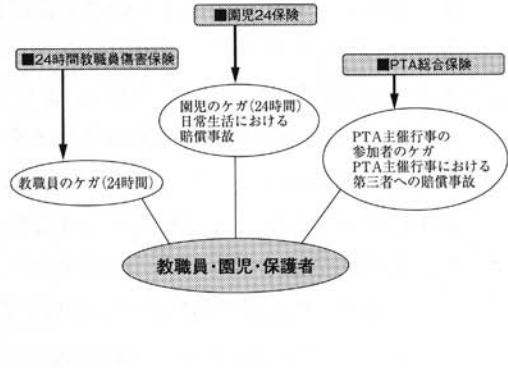 ■園児24保険
■24時間教職員傷害保険
■PTA総合保険
園児のケガ(24時間)
日常生活における
賠償事故
PTA主催行事の
参加者のケガ
PTA主催行事における
第三者への賠償事故
教職員のケガ(24時間)
教職員・園児・保護者